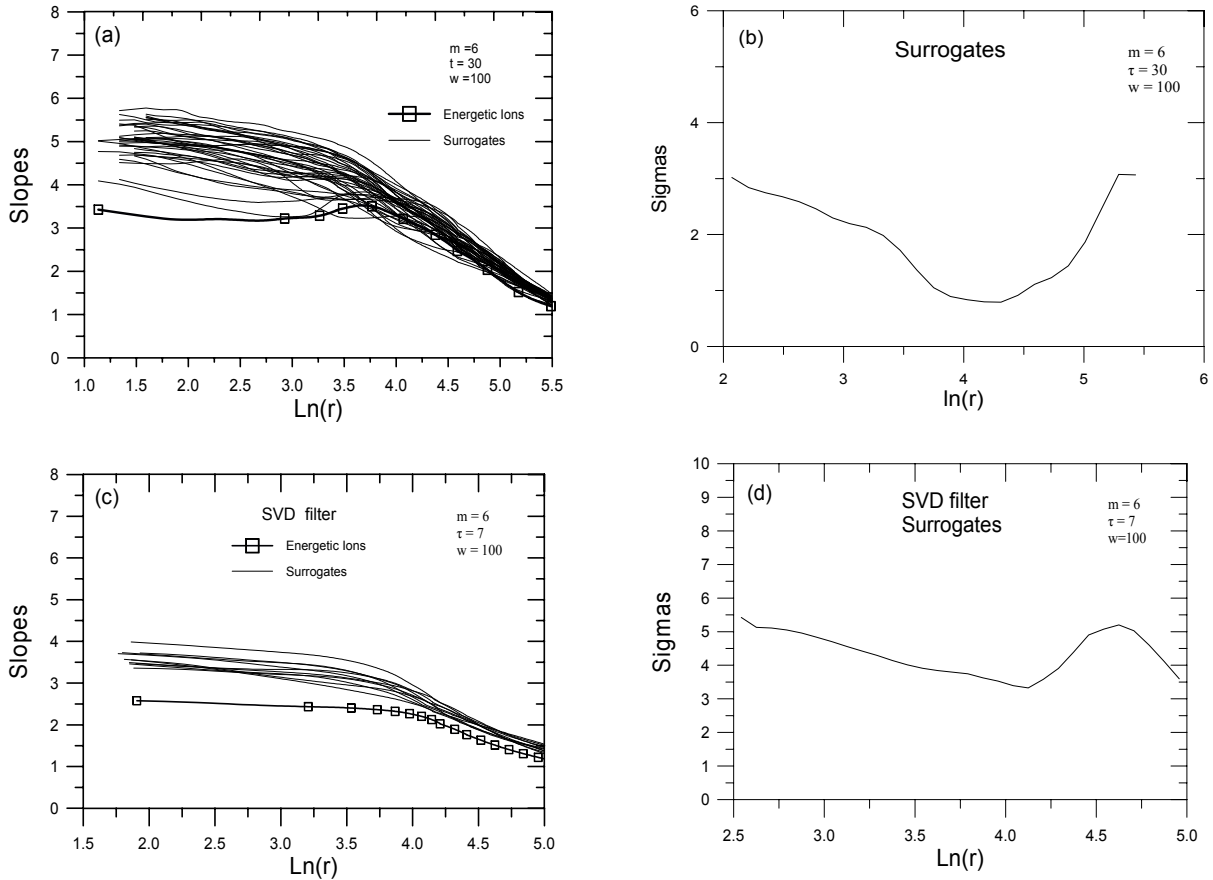 (a)
m =6
t = 30
w =100
Energetic Ions
Surrogates
Slopes
8
7
6
5
4
3
2
1
0
1.0 1.5 2.0 2.5 3.0 3.5 4.0 4.5 5.0 5.5
Ln(r)
(b)
Surrogates
m = 6
τ = 30
w = 100
Sigmas
6
4
2
0
2 3 4 5 6
ln(r)
(c)
SVD filter
Energetic Ions
Surrogates
m = 6
τ = 7
w = 100
Slopes
8
7
6
5
4
3
2
1
0
1.5 2.0 2.5 3.0 3.5 4.0 4.5 5.0
Ln(r)
(d)
SVD filter
Surrogates
m = 6
τ = 7
w=100
Sigmas
10
9
8
7
6
5
4
3
2
1
0
2.5 3.0 3.5 4.0 4.5 5.0
Ln(r)